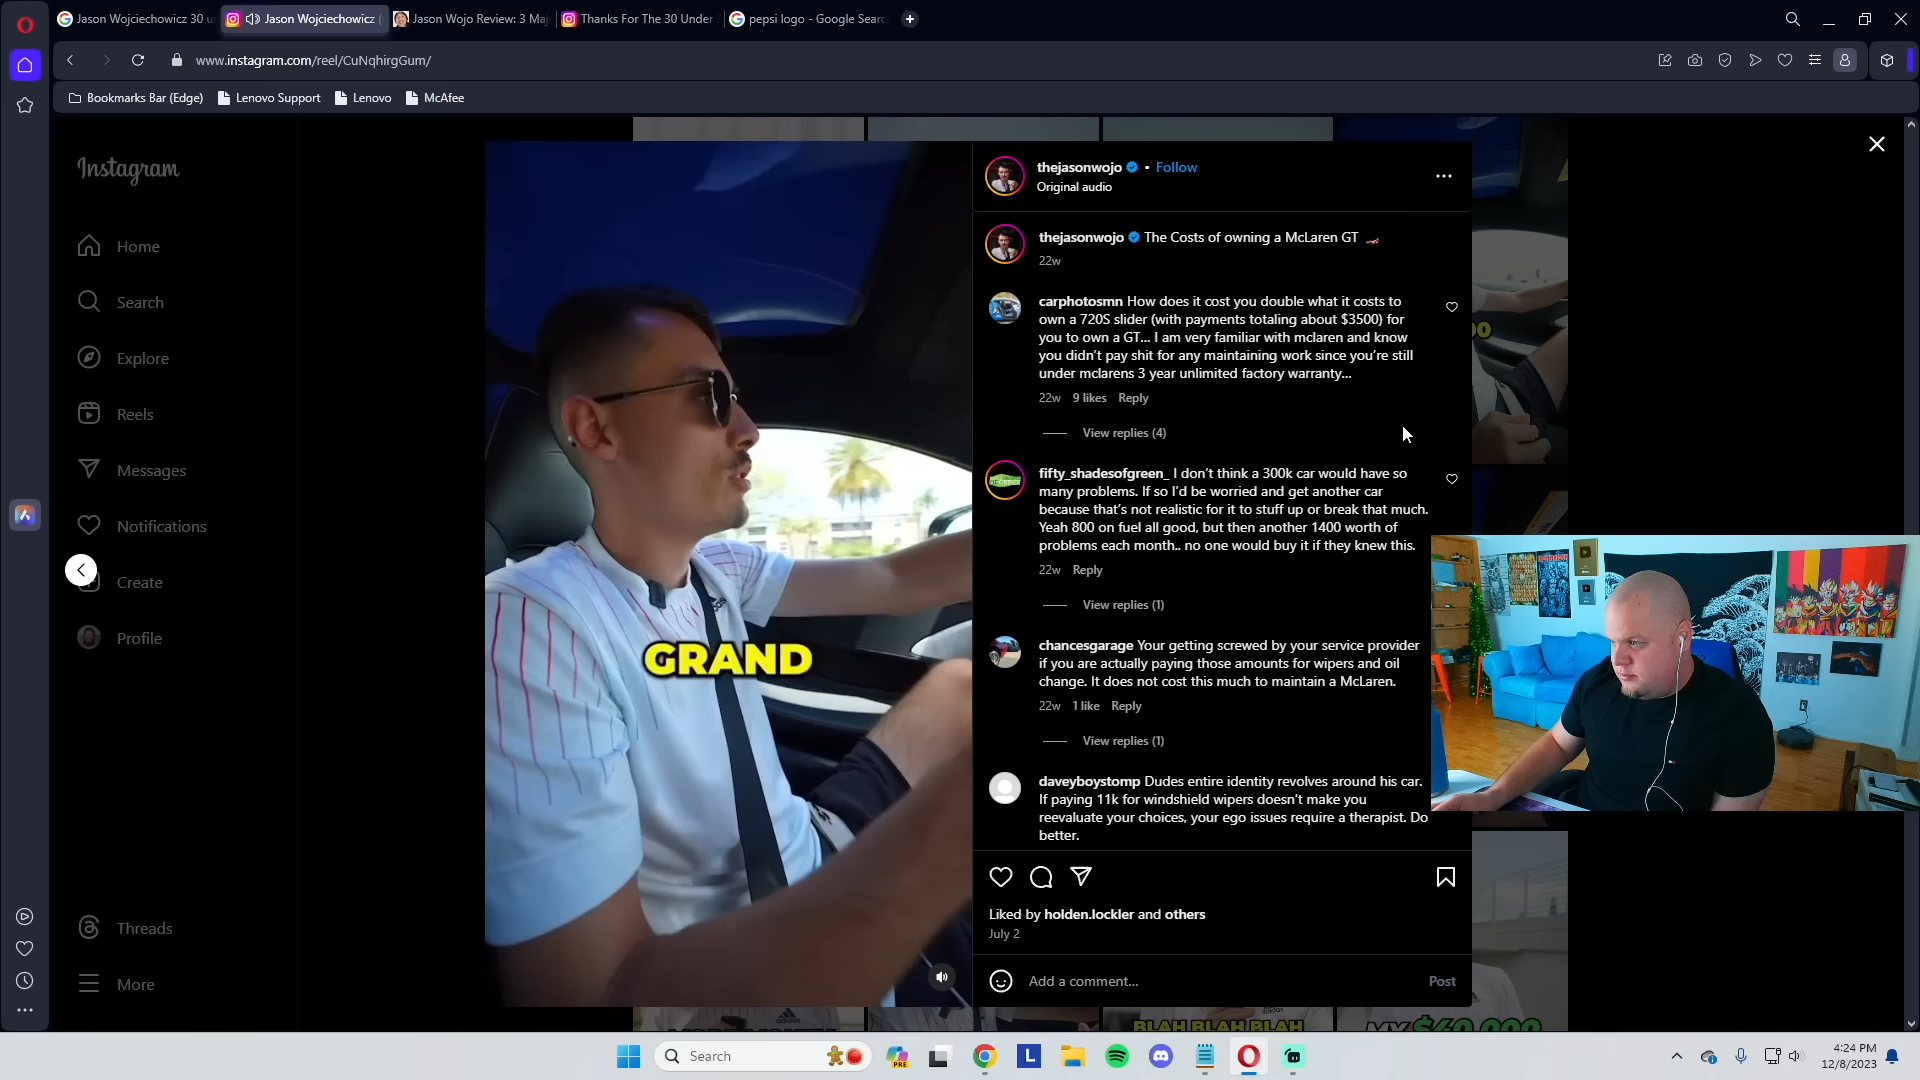 Jason Wojciechowicz 30 u
Jason Wojciechowicz (
Jason Wojo Review: 3 Maj
Thanks For The 30 Under
pepsi logo - Google Searc
www.instagram.com/reel/CuNqhirgGum/
Bookmarks Bar (Edge)
Lenovo Support
Lenovo
McAfee
Instagram
Home
Search
Explore
Reels
Messages
Notifications
Create
Profile
Threads
More
adidas
GRAND
thejasonwojo • Follow
Original audio
thejasonwojo The Costs of owning a McLaren GT
22w
carphotosmn How does it cost you double what it costs to
own a 720S slider (with payments totaling about $3500) for
you to own a GT... I am very familiar with mclaren and know
you didn't pay shit for any maintaining work since you're still
under mclarens 3 year unlimited factory warranty...
22w 9 likes Reply
View replies (4)
fifty_shadesofgreen_ I don't think a 300k car would have so
many problems. If so I'd be worried and get another car
because that's not realistic for it to stuff up or break that much.
Yeah 800 on fuel all good, but then another 1400 worth of
problems each month.. no one would buy it if they knew this.
22w Reply
View replies (1)
chancesgarage Your getting screwed by your service provider
if you are actually paying those amounts for wipers and oil
change. It does not cost this much to maintain a McLaren.
22w 1 like Reply
View replies (1)
daveyboystomp Dudes entire identity revolves around his car.
If paying 11k for windshield wipers doesn't make you
reevaluate your choices, your ego issues require a therapist. Do
better.
Liked by holden.lockler and others
July 2
Add a comment...
Post
adidas
BLAH BLAH BLAH
MY $60,000
Search
PRE
L
4:24 PM
12/8/2023